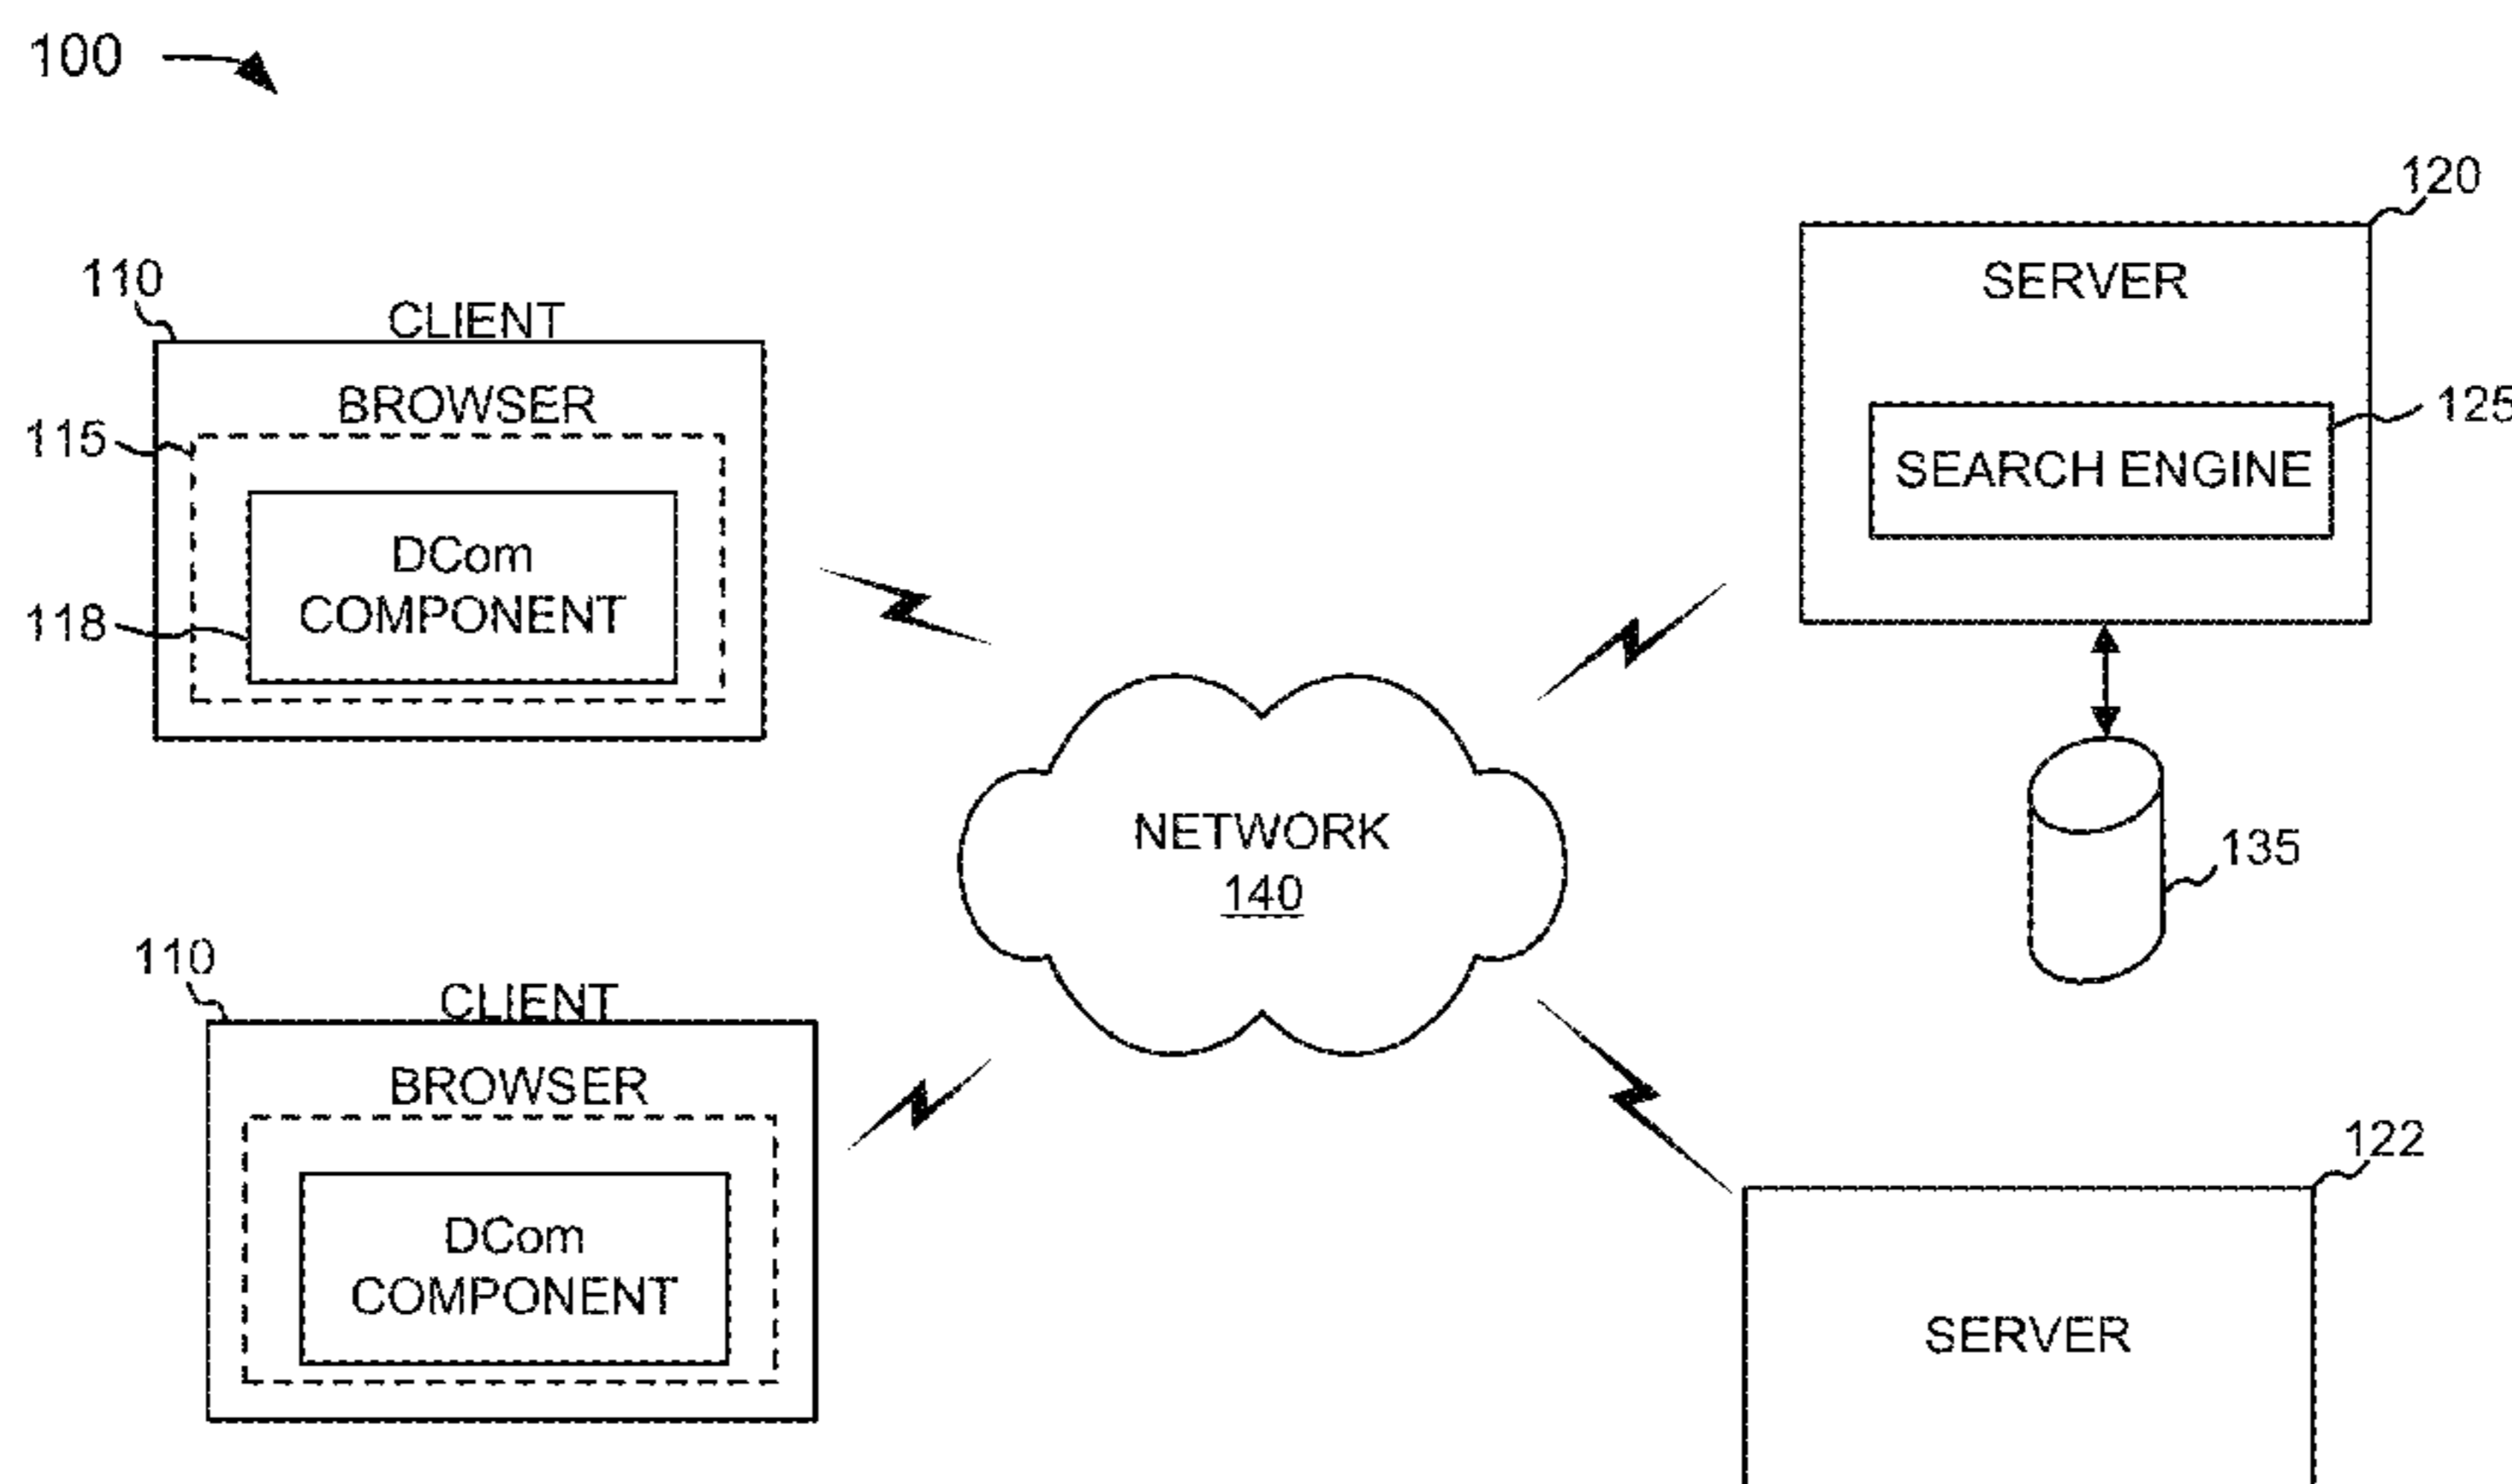 100
120
110
CLIENT
SERVER
BROWSER
125
115
SEARCH ENGINE
DCom
COMPONENT
118
NETWORK
140
135
110
CLIENT
BROWSER
122
DCom
COMPONENT
SERVER